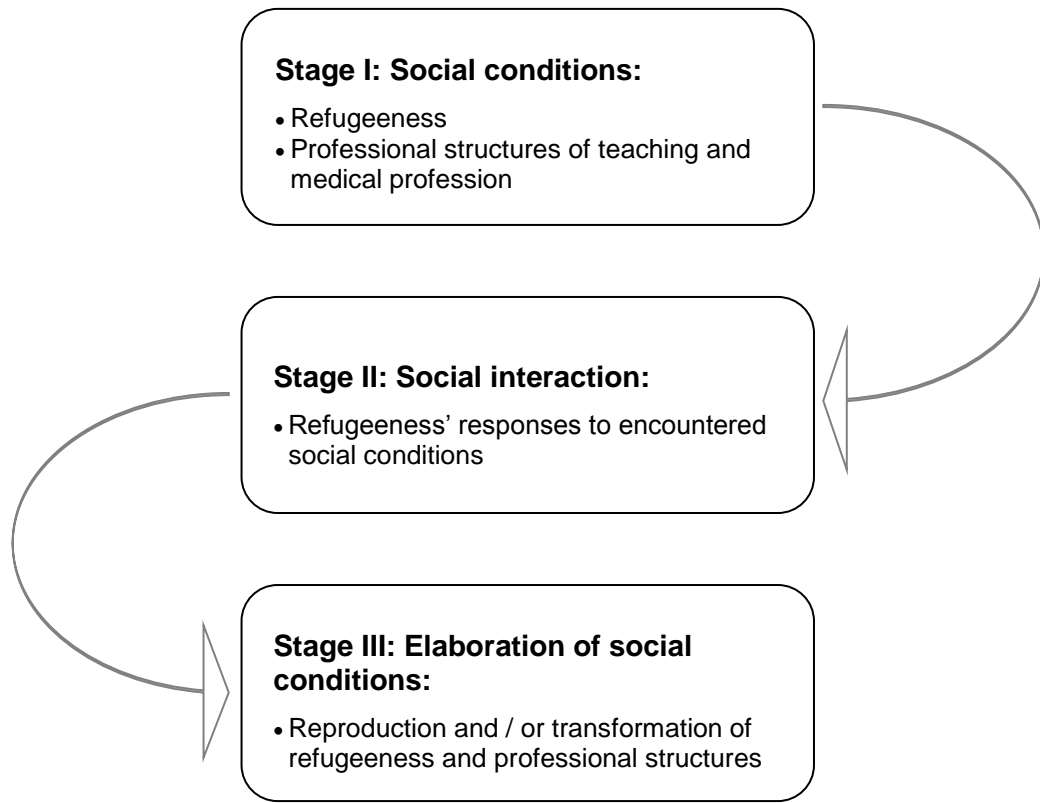 Stage I: Social conditions:
• Refugeeness
• Professional structures of teaching and
medical profession
Stage II: Social interaction:
• Refugeeness’ responses to encountered
social conditions
Stage III: Elaboration of social
conditions:
• Reproduction and / or transformation of
refugeeness and professional structures